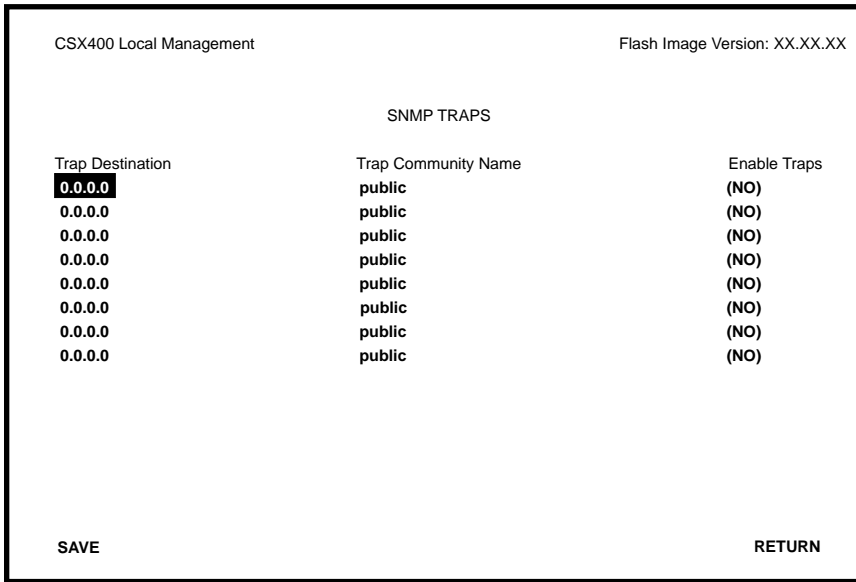 CSX400 Local Management Flash Image Version: XX.XX.XX
SNMP TRAPS
Trap Destination Trap Community Name Enable Traps
0.0.0.0 public (NO)
0.0.0.0 public (NO)
0.0.0.0 public (NO)
0.0.0.0 public (NO)
0.0.0.0 public (NO)
0.0.0.0 public (NO)
0.0.0.0 public (NO)
0.0.0.0 public (NO)
SAVE RETURN